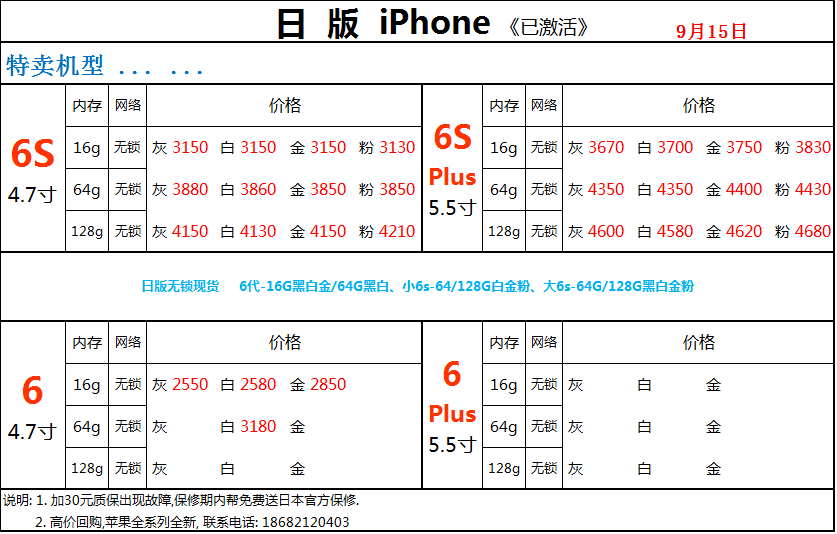 日 版 iPhone 《已激活》 9月15日
特卖机型 ... ...
6S 4.7寸
内存 网络 价格
16g 无锁 灰 3150 白 3150 金 3150 粉 3130
64g 无锁 灰 3880 白 3860 金 3850 粉 3850
128g 无锁 灰 4150 白 4130 金 4150 粉 4210
6S Plus 5.5寸
内存 网络 价格
16g 无锁 灰 3670 白 3700 金 3750 粉 3830
64g 无锁 灰 4350 白 4350 金 4400 粉 4430
128g 无锁 灰 4600 白 4580 金 4620 粉 4680
日版无锁现货 6代-16G黑白金/64G黑白、小6s-64/128G白金粉、大6s-64G/128G黑白金粉
6 4.7寸
内存 网络 价格
16g 无锁 灰 2550 白 2580 金 2850
64g 无锁 灰 白 3180 金
128g 无锁 灰 白 金
6 Plus 5.5寸
内存 网络 价格
16g 无锁 灰 白 金
64g 无锁 灰 白 金
128g 无锁 灰 白 金
说明: 1. 加30元质保出现故障,保修期内帮免费送日本官方保修.
2. 高价回购,苹果全系列全新, 联系电话: 18682120403